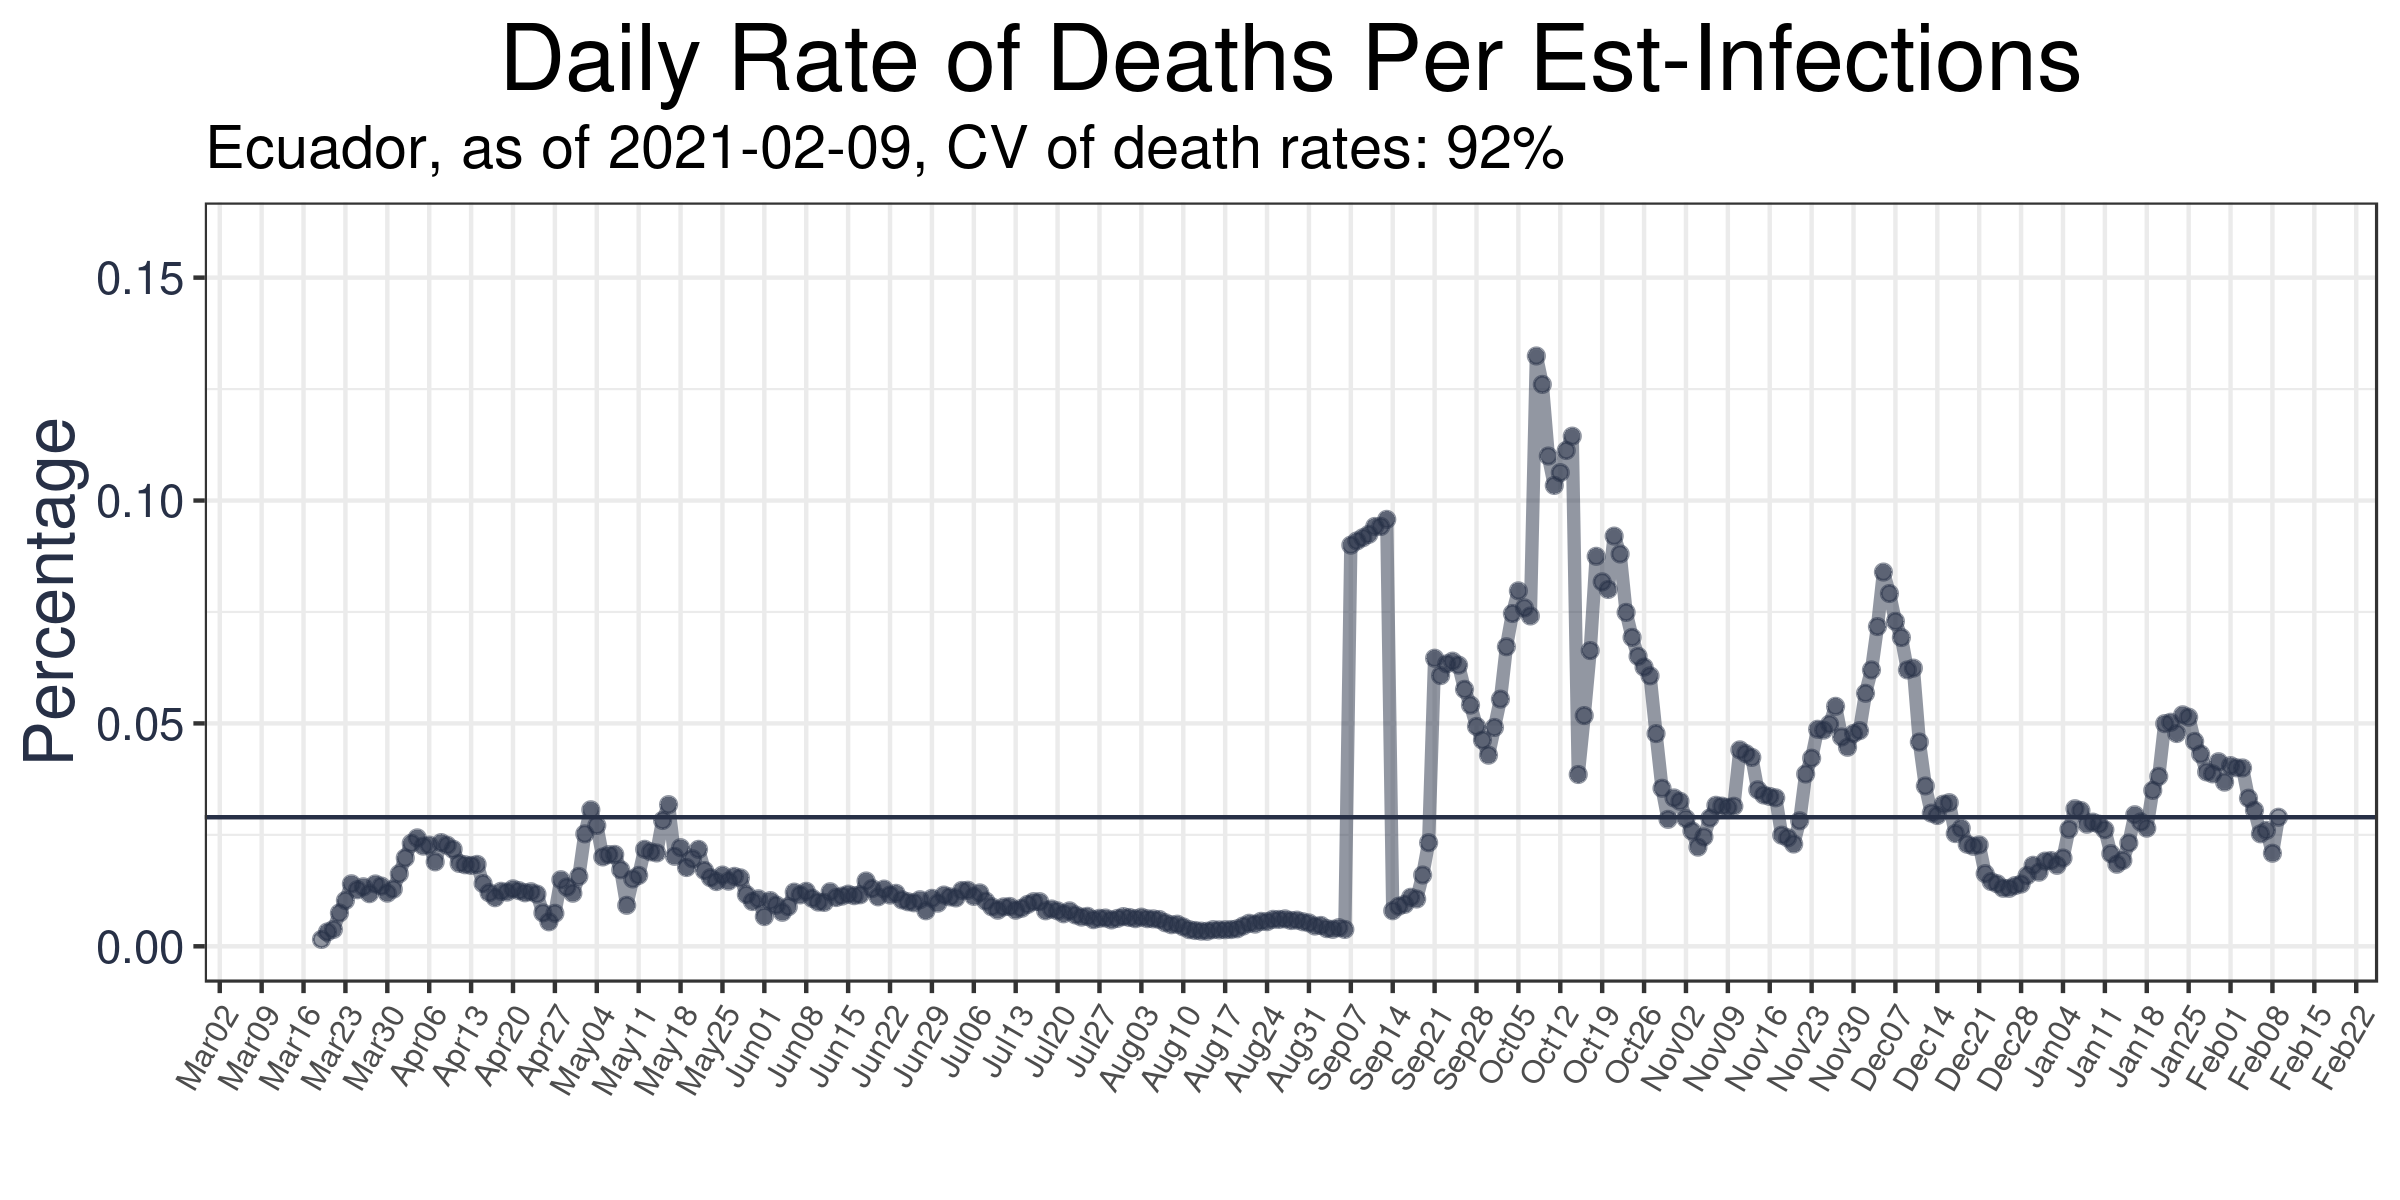 Daily Rate of Deaths Per Est-Infections
Ecuador, as of 2021-02-09, CV of death rates: 92%
Percentage
0.15
0.10
0.05
0.00
Mar02 Mar09 Mar16 Mar23 Mar30 Apr06 Apr13 Apr20 Apr27 May04 May11 May18 May25 Jun01 Jun08 Jun15 Jun22 Jun29 Jul06 Jul13 Jul20 Jul27 Aug03 Aug10 Aug17 Aug24 Aug31 Sep07 Sep14 Sep21 Sep28 Oct05 Oct12 Oct19 Oct26 Nov02 Nov09 Nov16 Nov23 Nov30 Dec07 Dec14 Dec21 Dec28 Jan04 Jan11 Jan18 Jan25 Feb01 Feb08 Feb15 Feb22